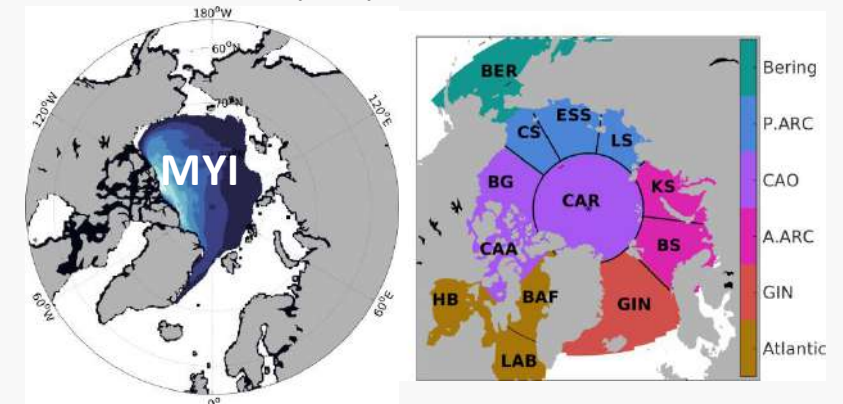 180°W
60°N
70°N
120°W
120°E
MYI
60°W
60°E
0°
BER
ESS
CS
LS
BG
CAR
KS
CAA
BS
HB
BAF
GIN
LAB
Bering
P.ARC
CAO
A.ARC
GIN
Atlantic